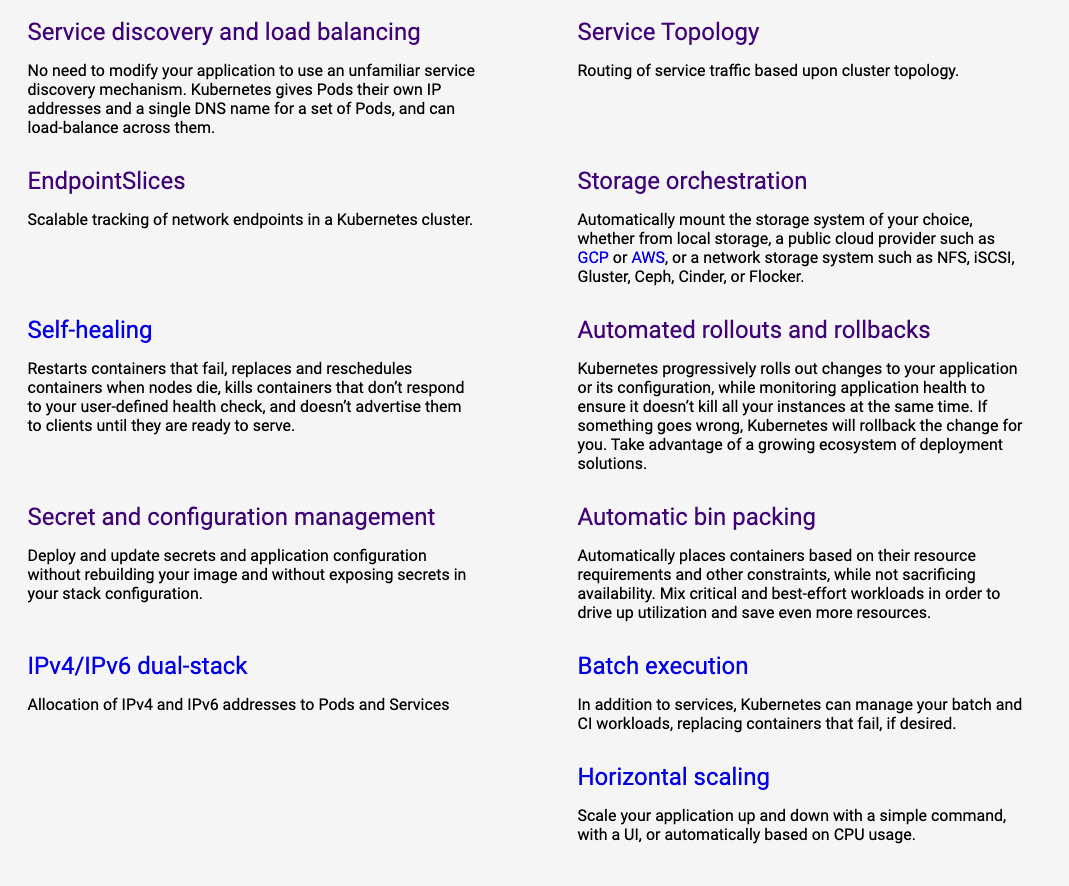 Service discovery and load balancing
No need to modify your application to use an unfamiliar service
discovery mechanism. Kubernetes gives Pods their own IP
addresses and a single DNS name for a set of Pods, and can
load-balance across them.
Service Topology
Routing of service traffic based upon cluster topology.
EndpointSlices
Scalable tracking of network endpoints in a Kubernetes cluster.
Storage orchestration
Automatically mount the storage system of your choice,
whether from local storage, a public cloud provider such as
GCP or AWS, or a network storage system such as NFS, iSCSI,
Gluster, Ceph, Cinder, or Flocker.
Self-healing
Restarts containers that fail, replaces and reschedules
containers when nodes die, kills containers that don’t respond
to your user-defined health check, and doesn’t advertise them
to clients until they are ready to serve.
Automated rollouts and rollbacks
Kubernetes progressively rolls out changes to your application
or its configuration, while monitoring application health to
ensure it doesn’t kill all your instances at the same time. If
something goes wrong, Kubernetes will rollback the change for
you. Take advantage of a growing ecosystem of deployment
solutions.
Secret and configuration management
Deploy and update secrets and application configuration
without rebuilding your image and without exposing secrets in
your stack configuration.
Automatic bin packing
Automatically places containers based on their resource
requirements and other constraints, while not sacrificing
availability. Mix critical and best-effort workloads in order to
drive up utilization and save even more resources.
IPv4/IPv6 dual-stack
Allocation of IPv4 and IPv6 addresses to Pods and Services
Batch execution
In addition to services, Kubernetes can manage your batch and
CI workloads, replacing containers that fail, if desired.
Horizontal scaling
Scale your application up and down with a simple command,
with a UI, or automatically based on CPU usage.